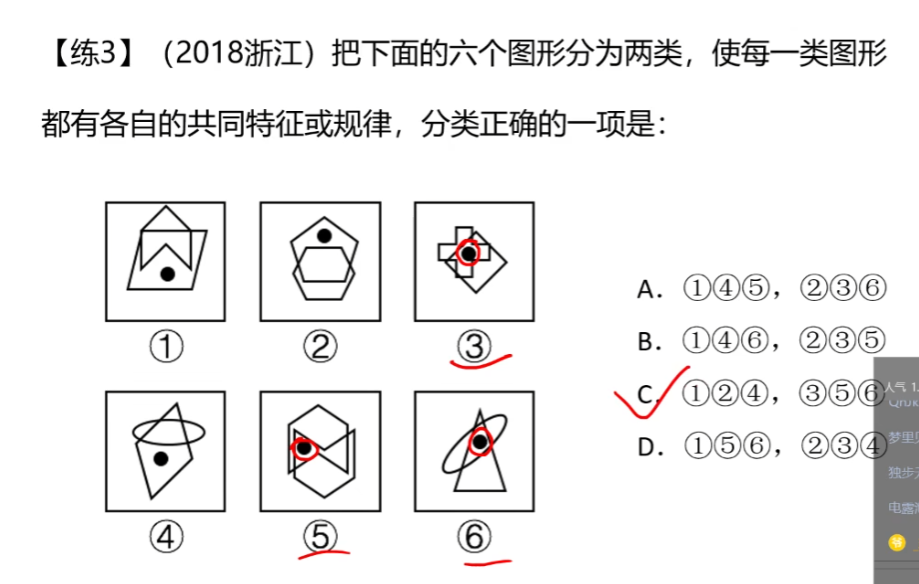 【练3】（2018浙江）把下面的六个图形分为两类，使每一类图形
都有各自的共同特征或规律，分类正确的一项是：
① ② ③
④ ⑤ ⑥
A. ①④⑤，②③⑥
B. ①④⑥，②③⑤
C. ①②④，③⑤⑥
D. ①⑤⑥，②③④
人气 1.
梦里
独步
电露